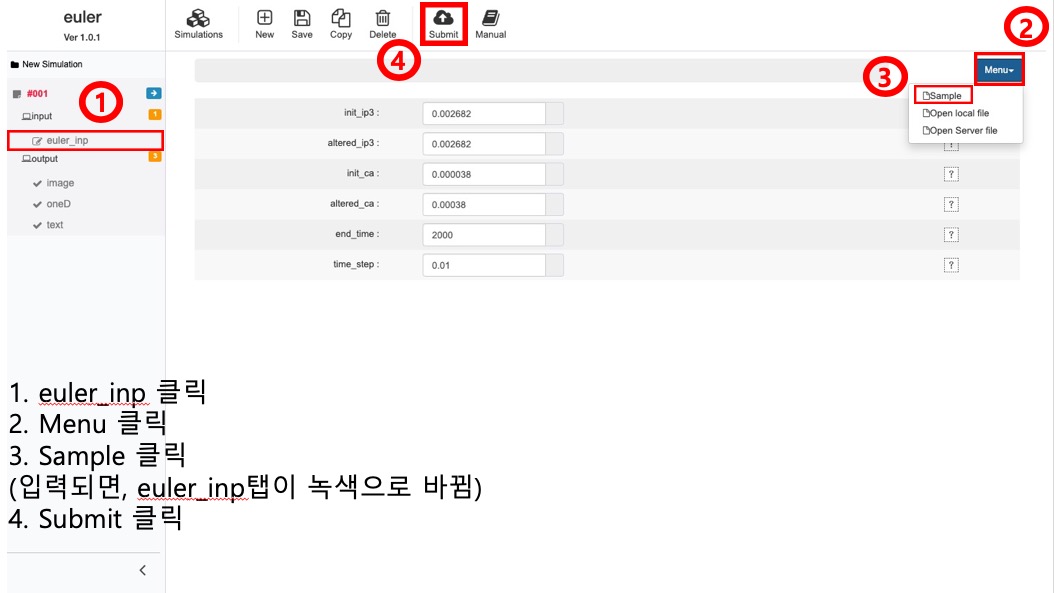 euler
Ver 1.0.1
Simulations
New
Save
Copy
Delete
Submit
Manual
4
2
New Simulation
Menu
3
#001
1
input
1
euler_inp
output
3
image
oneD
text
Sample
Open local file
Open Server file
init_ip3 : 0.002682
altered_ip3 : 0.002682 ?
init_ca : 0.000038 ?
altered_ca : 0.00038 ?
end_time : 2000 ?
time_step : 0.01 ?
1. euler_inp 클릭
2. Menu 클릭
3. Sample 클릭
(입력되면, euler_inp탭이 녹색으로 바뀜)
4. Submit 클릭